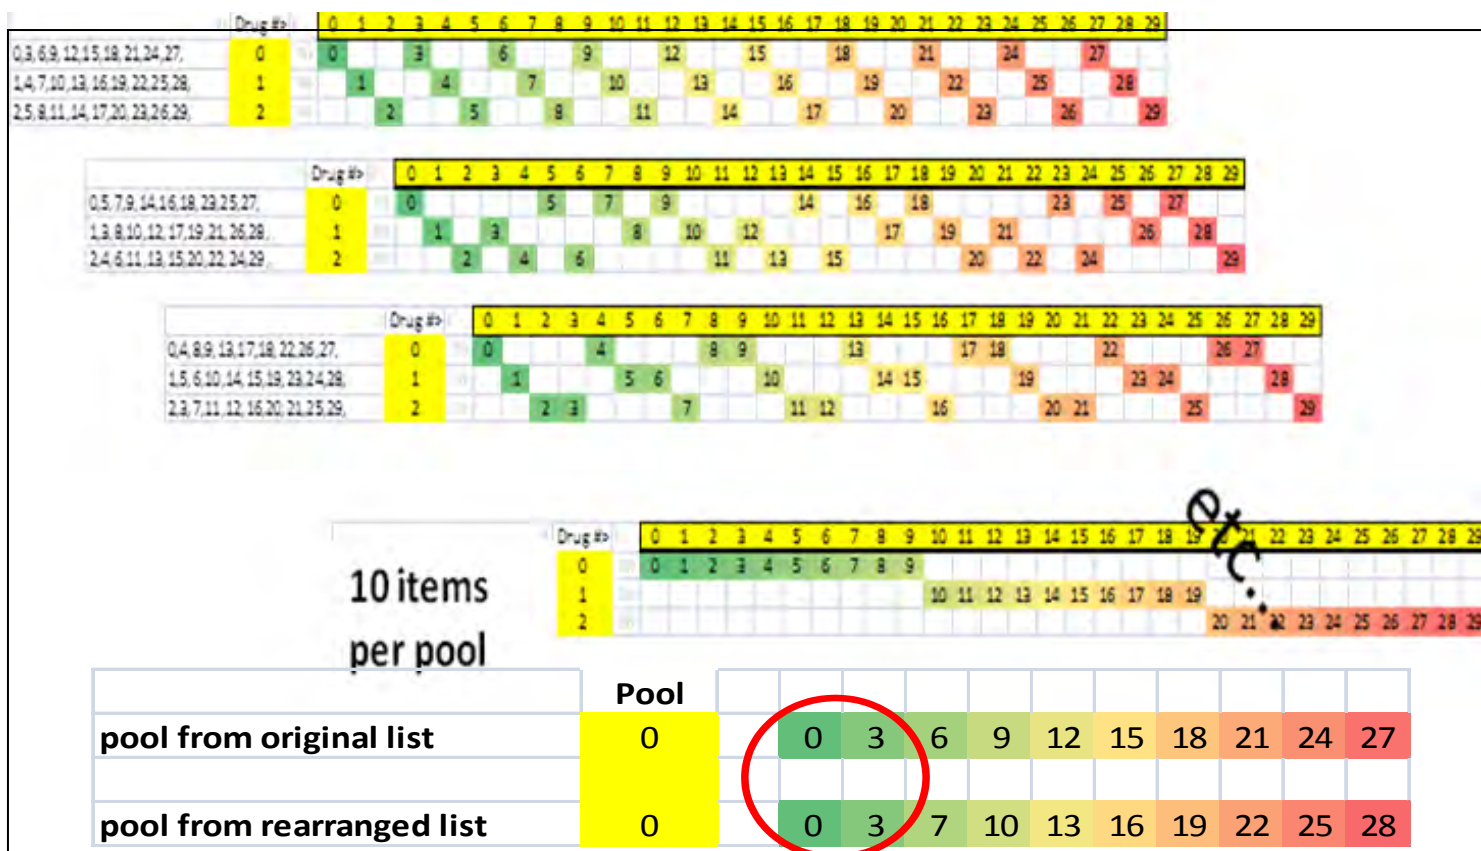 Drug #> 0 1 2 3 4 5 6 7 8 9 10 11 12 13 14 15 16 17 18 19 20 21 22 23 24 25 26 27 28 29
0,3,6,9,12,15,18,21,24,27, 0 0 3 6 9 12 15 18 21 24 27
1,4,7,10,13,16,19,22,25,28, 1 1 4 7 10 13 16 19 22 25 28
2,5,8,11,14,17,20,23,26,29, 2 2 5 8 11 14 17 20 23 26 29
Drug #> 0 1 2 3 4 5 6 7 8 9 10 11 12 13 14 15 16 17 18 19 20 21 22 23 24 25 26 27 28 29
0,5,7,9,14,16,18,23,25,27, 0 0 5 7 9 14 16 18 23 25 27
1,3,8,10,12,17,19,21,26,28, 1 1 3 8 10 12 17 19 21 26 28
2,4,6,11,13,15,20,22,24,29, 2 2 4 6 11 13 15 20 22 24 29
Drug #> 0 1 2 3 4 5 6 7 8 9 10 11 12 13 14 15 16 17 18 19 20 21 22 23 24 25 26 27 28 29
0,4,8,9,13,17,18,22,26,27, 0 0 4 8 9 13 17 18 22 26 27
1,5,6,10,14,15,19,23,24,28, 1 1 5 6 10 14 15 19 23 24 28
2,3,7,11,12,16,20,21,25,29, 2 2 3 7 11 12 16 20 21 25 29
etc..
Drug #> 0 1 2 3 4 5 6 7 8 9 10 11 12 13 14 15 16 17 18 19 20 21 22 23 24 25 26 27 28 29
0 0 1 2 3 4 5 6 7 8 9
1 10 11 12 13 14 15 16 17 18 19
2 20 21 22 23 24 25 26 27 28 29
10 items
per pool
Pool
pool from original list 0 0 3 6 9 12 15 18 21 24 27
pool from rearranged list 0 0 3 7 10 13 16 19 22 25 28